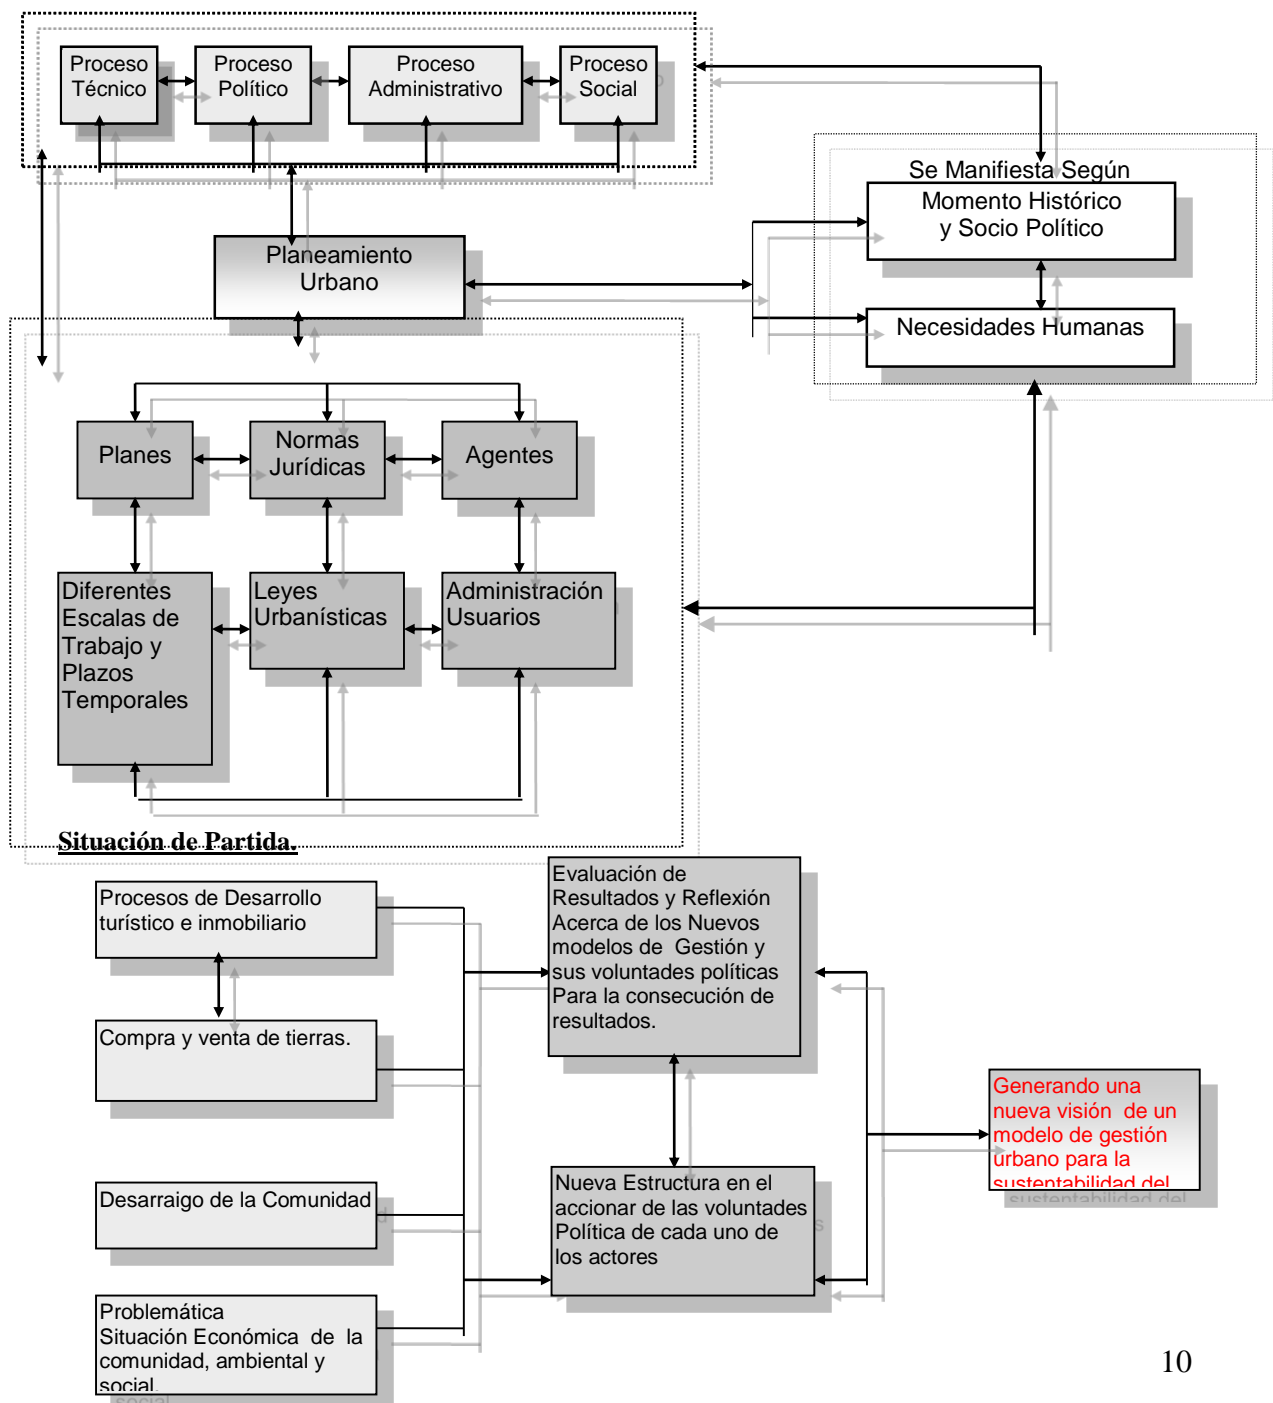 Proceso
Técnico
Proceso
Político
Proceso
Administrativo
Proceso
Social
Se Manifiesta Según
Momento Histórico
y Socio Político
Planeamiento
Urbano
Necesidades Humanas
Planes
Normas
Jurídicas
Agentes
Diferentes
Escalas de
Trabajo y
Plazos
Temporales
Leyes
Urbanísticas
Administración
Usuarios
Situación de Partida.
Procesos de Desarrollo
turístico e inmobiliario
Compra y venta de tierras.
Desarraigo de la Comunidad
Problemática
Situación Económica de la
comunidad, ambiental y
social.
Evaluación de
Resultados y Reflexión
Acerca de los Nuevos
modelos de Gestión y
sus voluntades políticas
Para la consecución de
resultados.
Nueva Estructura en el
accionar de las voluntades
Política de cada uno de
los actores
Generando una
nueva visión de un
modelo de gestión
urbano para la
sustentabilidad del
10